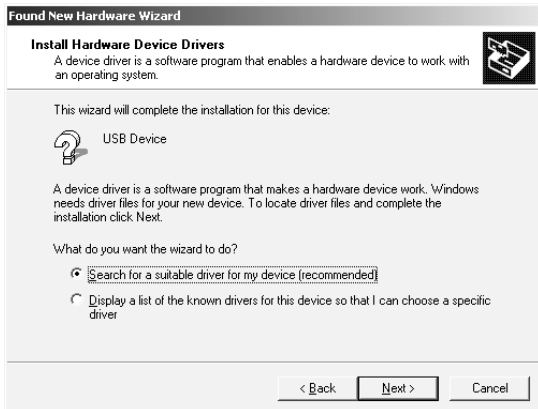 Found New Hardware Wizard
Install Hardware Device Drivers
A device driver is a software program that enables a hardware device to work with
an operating system.
This wizard will complete the installation for this device:
USB Device
A device driver is a software program that makes a hardware device work. Windows
needs driver files for your new device. To locate driver files and complete the
installation click Next.
What do you want the wizard to do?
Search for a suitable driver for my device (recommended)
Display a list of the known drivers for this device so that I can choose a specific
driver
< Back Next > Cancel